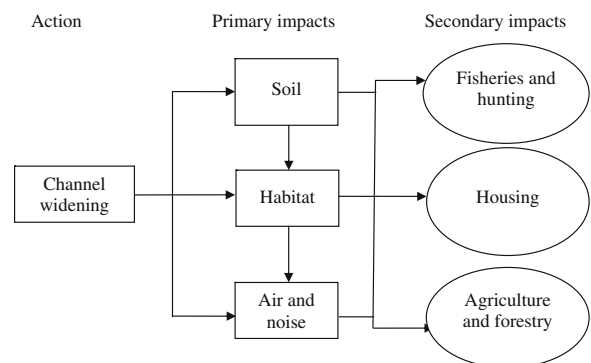 Action
Primary impacts
Secondary impacts
Soil
Fisheries and
hunting
Channel
widening
Habitat
Housing
Air and
noise
Agriculture
and forestry